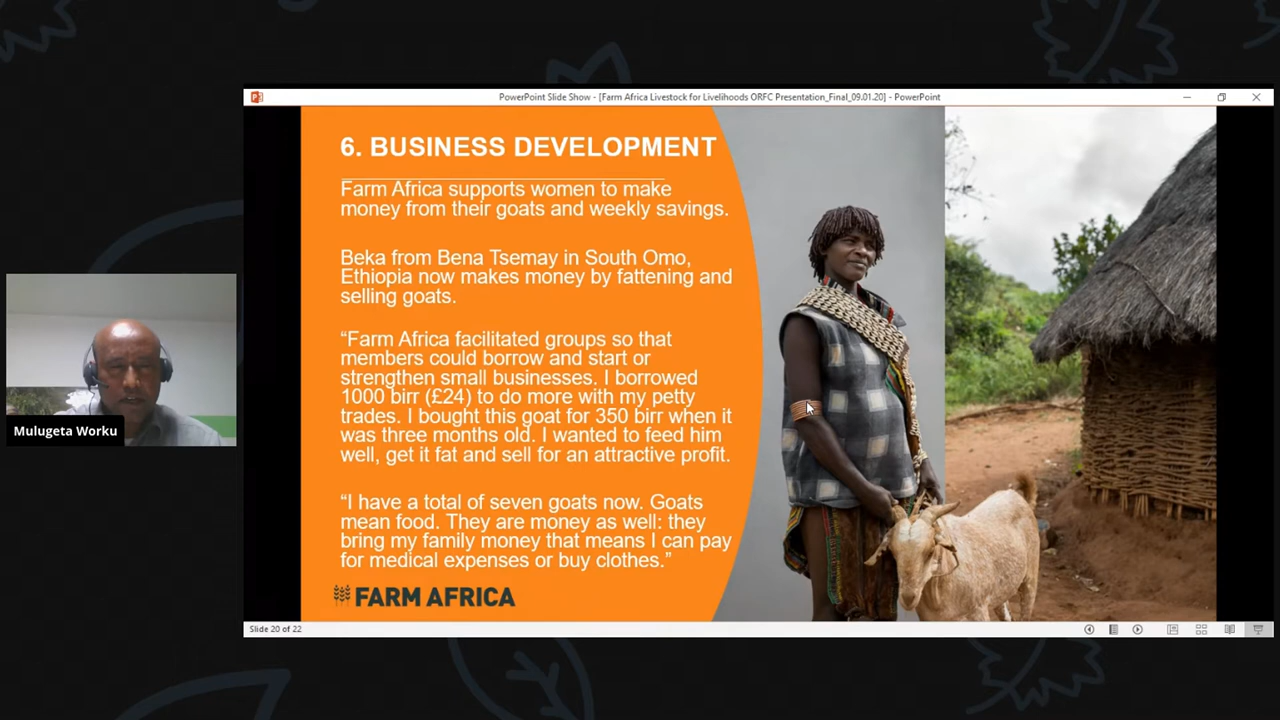 PowerPoint Slide Show - [Farm Africa Livestock for Livelihoods ORFC Presentation_Final_09.01.20] - PowerPoint
6. BUSINESS DEVELOPMENT
Farm Africa supports women to make
money from their goats and weekly savings.
Beka from Bena Tsemay in South Omo,
Ethiopia now makes money by fattening and
selling goats.
“Farm Africa facilitated groups so that
members could borrow and start or
strengthen small businesses. I borrowed
1000 birr (£24) to do more with my petty
trades. I bought this goat for 350 birr when it
was three months old. I wanted to feed him
well, get it fat and sell for an attractive profit.
“I have a total of seven goats now. Goats
mean food. They are money as well: they
bring my family money that means I can pay
for medical expenses or buy clothes.”
FARM AFRICA
Slide 20 of 22
Mulugeta Worku